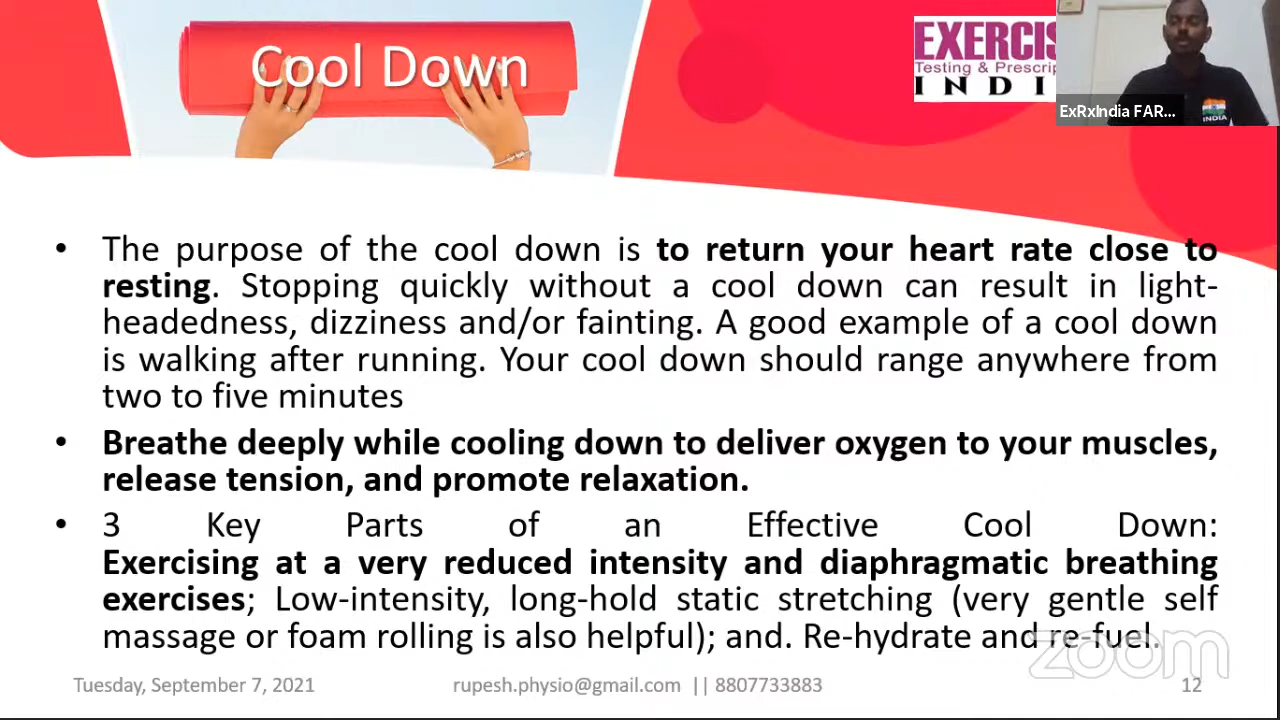 Cool Down
EXERCIS
Testing & Prescrip
INDI
INDIA
ExRxIndia FAR...
• The purpose of the cool down is to return your heart rate close to
resting. Stopping quickly without a cool down can result in light-
headedness, dizziness and/or fainting. A good example of a cool down
is walking after running. Your cool down should range anywhere from
two to five minutes
• Breathe deeply while cooling down to deliver oxygen to your muscles,
release tension, and promote relaxation.
• 3 Key Parts of an Effective Cool Down:
Exercising at a very reduced intensity and diaphragmatic breathing
exercises; Low-intensity, long-hold static stretching (very gentle self
massage or foam rolling is also helpful); and. Re-hydrate and re-fuel.
zoom
Tuesday, September 7, 2021
rupesh.physio@gmail.com || 8807733883
12